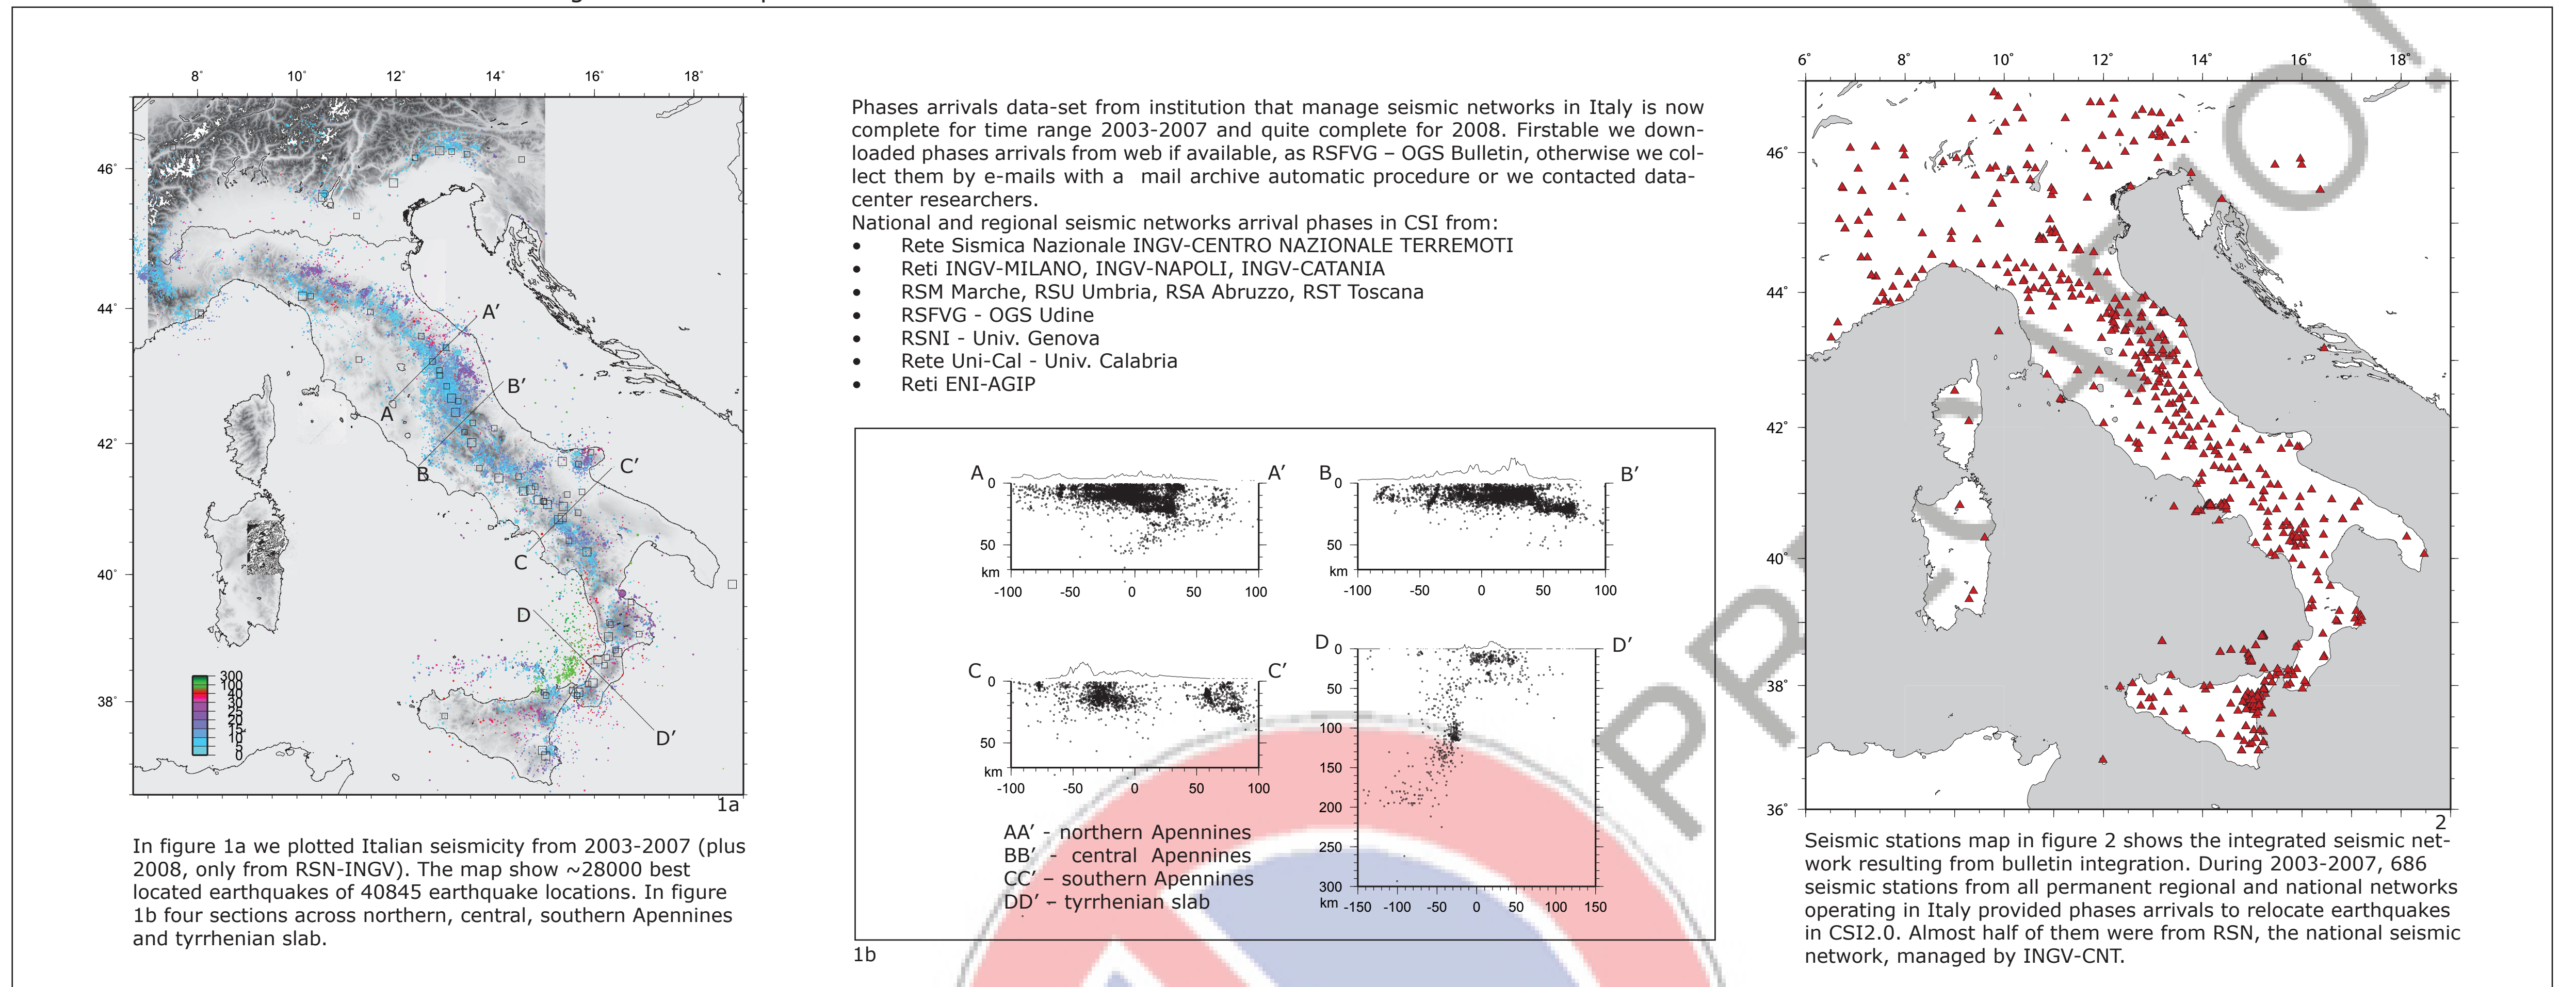 8° 10° 12° 14° 16° 18°
46°
44°
42°
40°
38°
A’
A
B’
B
C’
C
D
D’
300
100
40
30
25
20
15
10
5
0
1a
In figure 1a we plotted Italian seismicity from 2003-2007 (plus
2008, only from RSN-INGV). The map show ~28000 best
located earthquakes of 40845 earthquake locations. In figure
1b four sections across northern, central, southern Apennines
and tyrrhenian slab.
Phases arrivals data-set from institution that manage seismic networks in Italy is now
complete for time range 2003-2007 and quite complete for 2008. Firstable we down-
loaded phases arrivals from web if available, as RSFVG – OGS Bulletin, otherwise we col-
lect them by e-mails with a mail archive automatic procedure or we contacted data-
center researchers.
National and regional seismic networks arrival phases in CSI from:
• Rete Sismica Nazionale INGV-CENTRO NAZIONALE TERREMOTI
• Reti INGV-MILANO, INGV-NAPOLI, INGV-CATANIA
• RSM Marche, RSU Umbria, RSA Abruzzo, RST Toscana
• RSFVG - OGS Udine
• RSNI - Univ. Genova
• Rete Uni-Cal - Univ. Calabria
• Reti ENI-AGIP
A A’
0
50
km
-100 -50 0 50 100
B B’
0
50
km
-100 -50 0 50 100
C C’
0
50
km
-100 -50 0 50 100
D D’
0
50
100
150
200
250
300
km
-150 -100 -50 0 50 100 150
AA’ - northern Apennines
BB’ - central Apennines
CC’ – southern Apennines
DD’ – tyrrhenian slab
1b
6° 8° 10° 12° 14° 16° 18°
46°
44°
42°
40°
38°
36°
2
Seismic stations map in figure 2 shows the integrated seismic net-
work resulting from bulletin integration. During 2003-2007, 686
seismic stations from all permanent regional and national networks
operating in Italy provided phases arrivals to relocate earthquakes
in CSI2.0. Almost half of them were from RSN, the national seismic
network, managed by INGV-CNT.